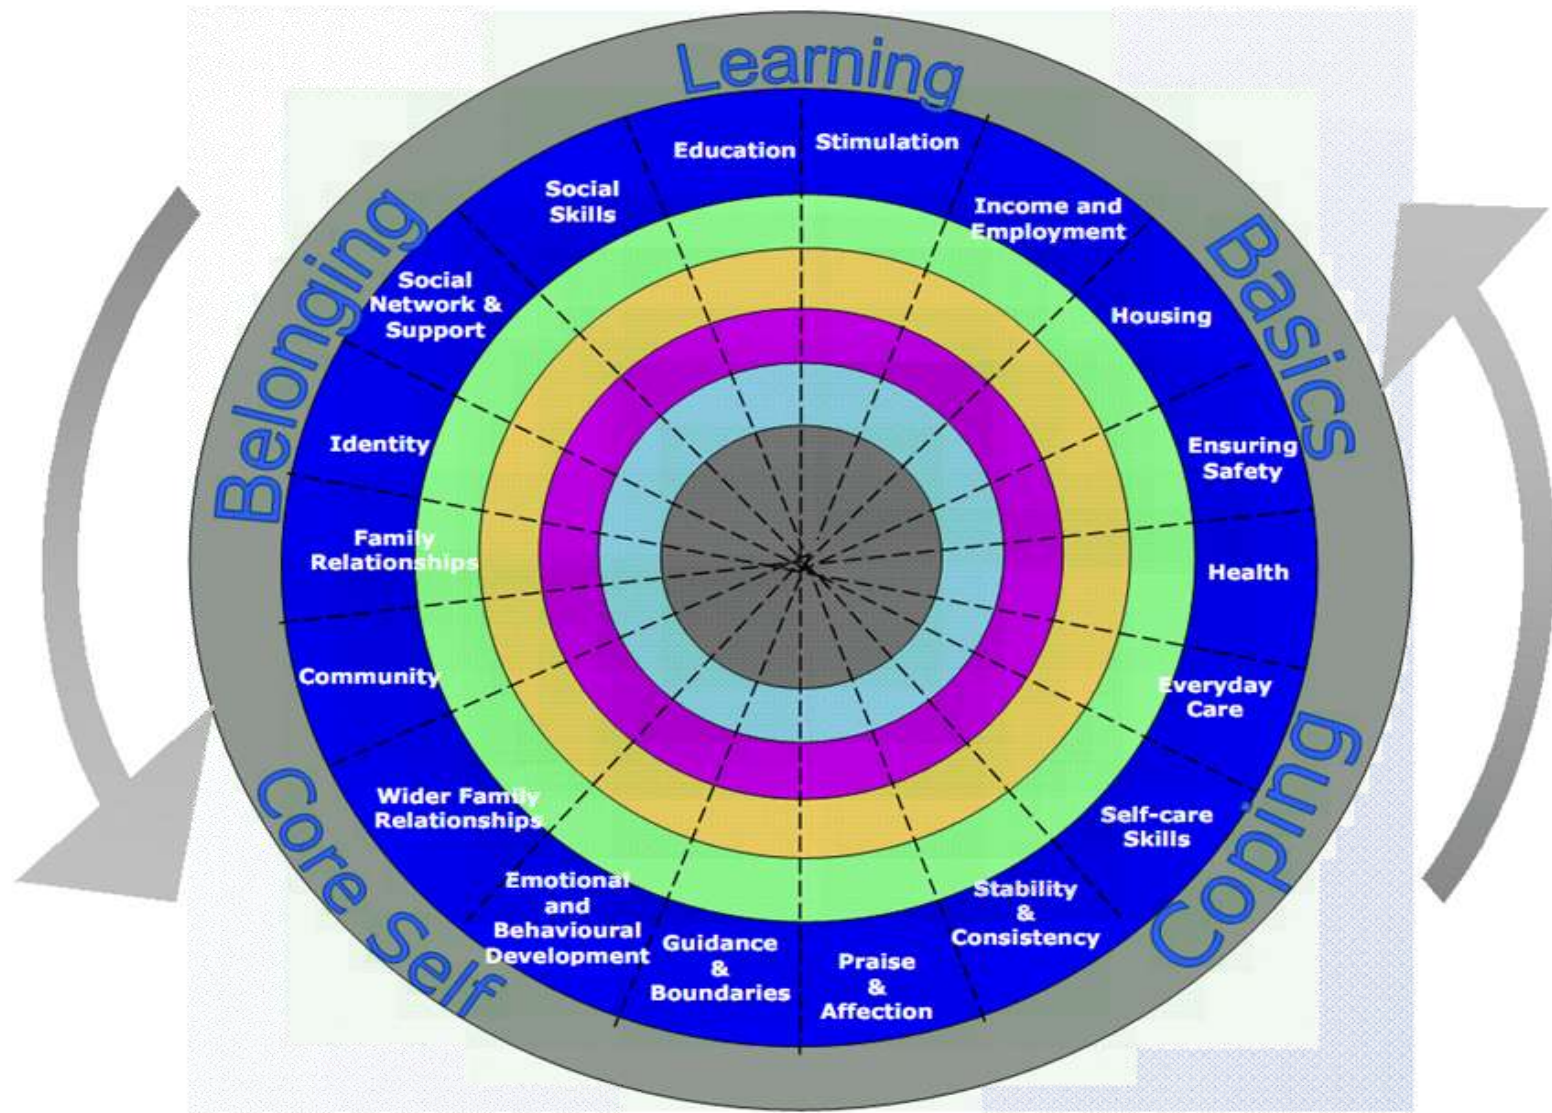 Learning
Basics
Coping
Core Self
Belonging
Education
Stimulation
Income and
Employment
Housing
Ensuring
Safety
Health
Everyday
Care
Self-care
Skills
Stability
&
Consistency
Praise
&
Affection
Guidance
&
Boundaries
Emotional
and
Behavioural
Development
Wider Family
Relationships
Community
Family
Relationships
Identity
Social
Network &
Support
Social
Skills